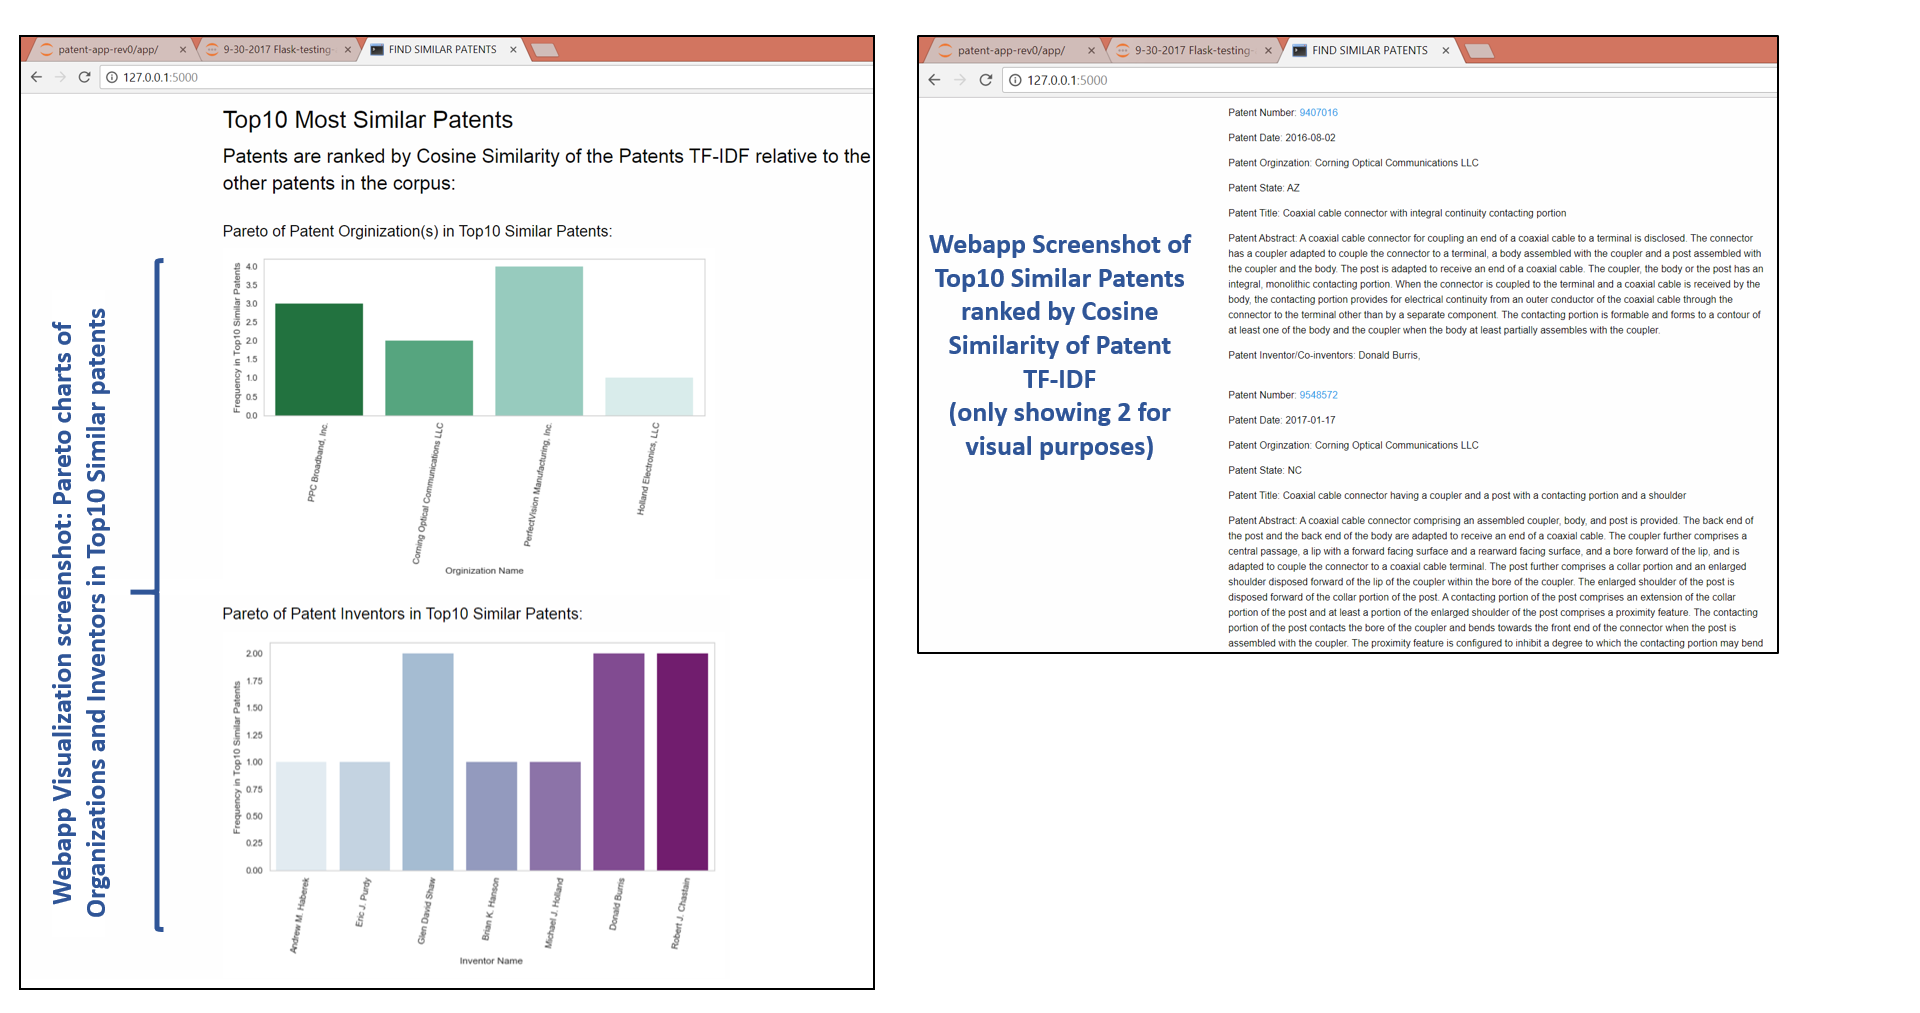 patent-app-rev0/app/
9-30-2017 Flask-testing-
FIND SIMILAR PATENTS
127.0.0.1:5000
Top10 Most Similar Patents
Patents are ranked by Cosine Similarity of the Patents TF-IDF relative to the
other patents in the corpus:
Pareto of Patent Orginization(s) in Top10 Similar Patents:
Frequency in Top10 Similar Patents
4.0
3.5
3.0
2.5
2.0
1.5
1.0
0.5
0.0
PPC Broadband, Inc.
Corning Optical Communications LLC
PerfectVision Manufacturing, Inc.
Holland Electronics, LLC
Orginization Name
Pareto of Patent Inventors in Top10 Similar Patents:
Frequency in Top10 Similar Patents
2.00
1.75
1.50
1.25
1.00
0.75
0.50
0.25
0.00
Andrew M. Haberek
Eric J. Purdy
Glen David Shaw
Brian K. Hanson
Michael J. Holland
Donald Burris
Robert J. Chastain
Inventor Name
Webapp Visualization screenshot: Pareto charts of
Organizations and Inventors in Top10 Similar patents
patent-app-rev0/app/
9-30-2017 Flask-testing-
FIND SIMILAR PATENTS
127.0.0.1:5000
Webapp Screenshot of
Top10 Similar Patents
ranked by Cosine
Similarity of Patent
TF-IDF
(only showing 2 for
visual purposes)
Patent Number: 9407016
Patent Date: 2016-08-02
Patent Orginzation: Corning Optical Communications LLC
Patent State: AZ
Patent Title: Coaxial cable connector with integral continuity contacting portion
Patent Abstract: A coaxial cable connector for coupling an end of a coaxial cable to a terminal is disclosed. The connector
has a coupler adapted to couple the connector to a terminal, a body assembled with the coupler and a post assembled with
the coupler and the body. The post is adapted to receive an end of a coaxial cable. The coupler, the body or the post has an
integral, monolithic contacting portion. When the connector is coupled to the terminal and a coaxial cable is received by the
body, the contacting portion provides for electrical continuity from an outer conductor of the coaxial cable through the
connector to the terminal other than by a separate component. The contacting portion is formable and forms to a contour of
at least one of the body and the coupler when the body at least partially assembles with the coupler.
Patent Inventor/Co-inventors: Donald Burris,
Patent Number: 9548572
Patent Date: 2017-01-17
Patent Orginzation: Corning Optical Communications LLC
Patent State: NC
Patent Title: Coaxial cable connector having a coupler and a post with a contacting portion and a shoulder
Patent Abstract: A coaxial cable connector comprising an assembled coupler, body, and post is provided. The back end of
the post and the back end of the body are adapted to receive an end of a coaxial cable. The coupler further comprises a
central passage, a lip with a forward facing surface and a rearward facing surface, and a bore forward of the lip, and is
adapted to couple the connector to a coaxial cable terminal. The post further comprises a collar portion and an enlarged
shoulder disposed forward of the lip of the coupler within the bore of the coupler. The enlarged shoulder of the post is
disposed forward of the collar portion of the post. A contacting portion of the post comprises an extension of the collar
portion of the post and at least a portion of the enlarged shoulder of the post comprises a proximity feature. The contacting
portion of the post contacts the bore of the coupler and bends towards the front end of the connector when the post is
assembled with the coupler. The proximity feature is configured to inhibit a degree to which the contacting portion may bend